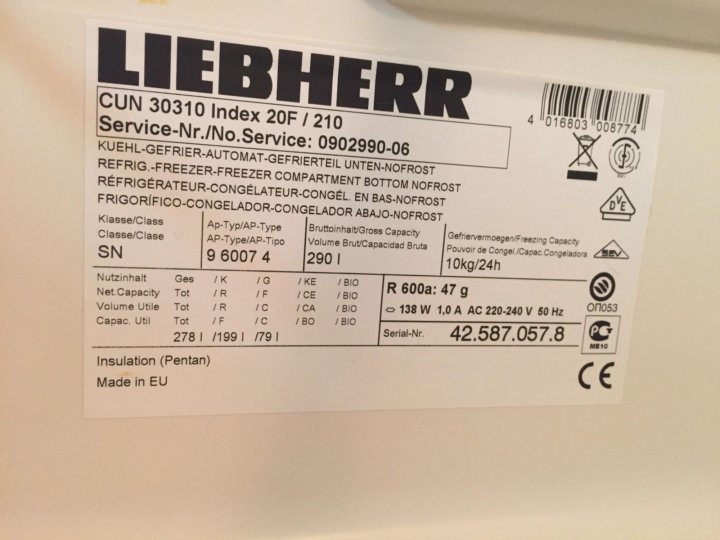 LIEBHERR
CUN 30310 Index 20F / 210
Service-Nr./No.Service: 0902990-06
4 016803 008774
KUEHL-GEFRIER-AUTOMAT-GEFRIERTEIL UNTEN-NOFROST
REFRIG.-FREEZER-FREEZER COMPARTMENT BOTTOM NOFROST
RÉFRIGÉRATEUR-CONGÉLATEUR-CONGÉL. EN BAS-NOFROST
FRIGORÍFICO-CONGELADOR-CONGELADOR ABAJO-NOFROST
Klasse/Class
Classe/Clase
SN
Ap-Typ/AP-Type
AP-Type/AP-Tipo
9 6007 4
Bruttoinhalt/Gross Capacity
Volume Brut/Capacidad Bruta
290 l
Gefriervermoegen/Freezing Capacity
Pouvoir de Congel./Capac.Congeladora
10kg/24h
Nutzinhalt Ges / K / G / KE / BIO
Net.Capacity Tot / R / F / CE / BIO
Volume Utile Tot / R / C / CA / BIO
Capac. Util Tot / F / C / BO / BIO
278 l /199 l /79 l
R 600a: 47 g
138 W 1,0 A AC 220-240 V 50 Hz
Serial-Nr. 42.587.057.8
Insulation (Pentan)
Made in EU
DVE
SEV
ОП053
МЕ10
CE